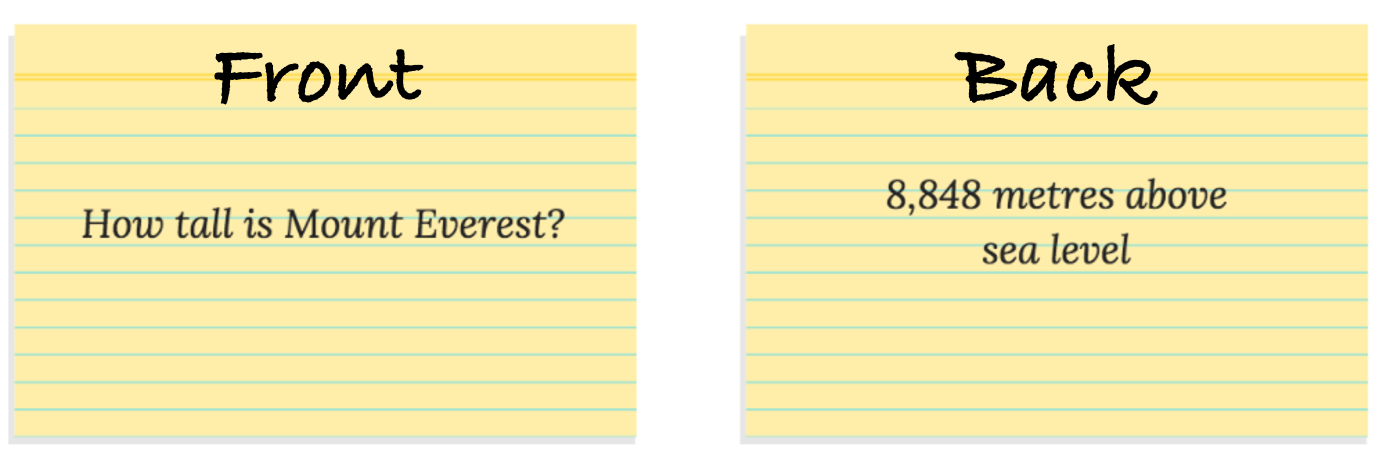 Front
How tall is Mount Everest?
Back
8,848 metres above
sea level